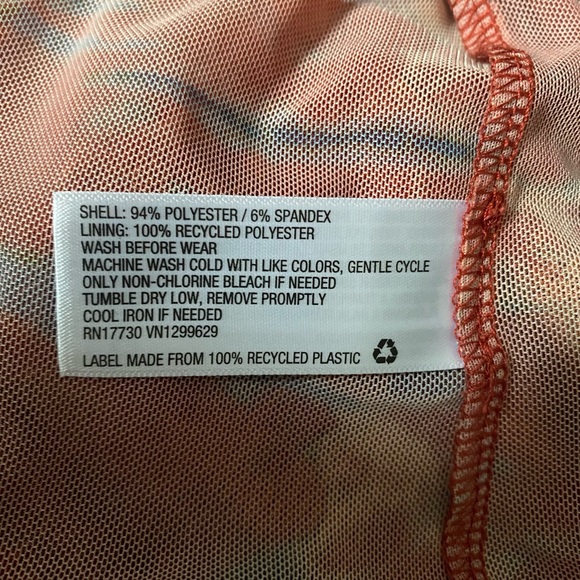 SHELL: 94% POLYESTER / 6% SPANDEX
LINING: 100% RECYCLED POLYESTER
WASH BEFORE WEAR
MACHINE WASH COLD WITH LIKE COLORS, GENTLE CYCLE
ONLY NON-CHLORINE BLEACH IF NEEDED
TUMBLE DRY LOW, REMOVE PROMPTLY
COOL IRON IF NEEDED
RN17730 VN1299629
LABEL MADE FROM 100% RECYCLED PLASTIC